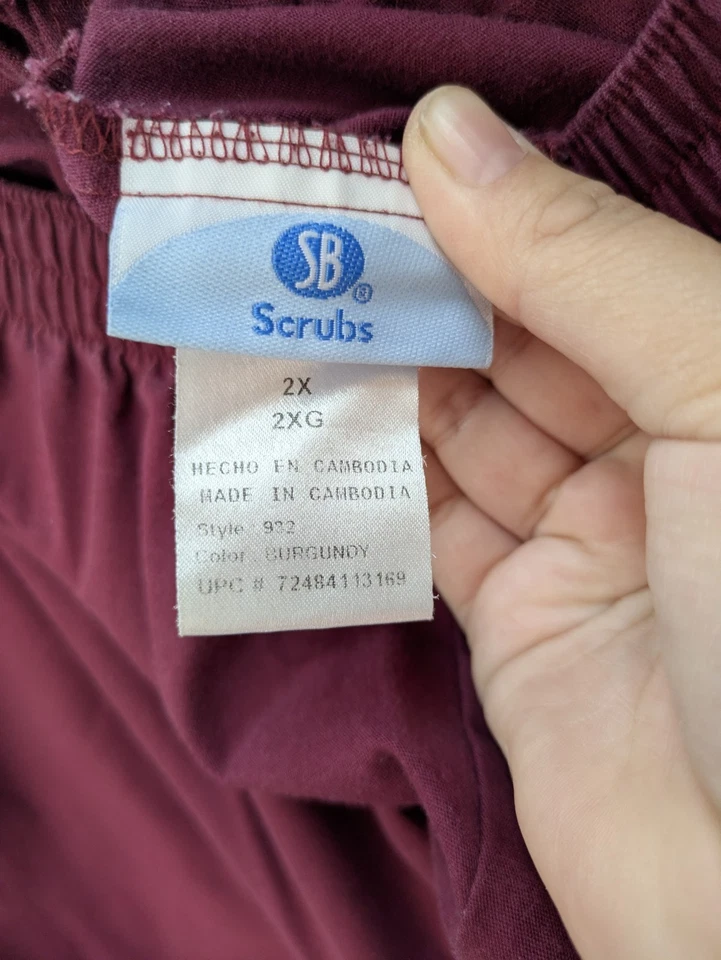 SB®
Scrubs
2X
2XG
HECHO EN CAMBODIA
MADE IN CAMBODIA
Style : 932
Color : BURGUNDY
UPC # 72484113169